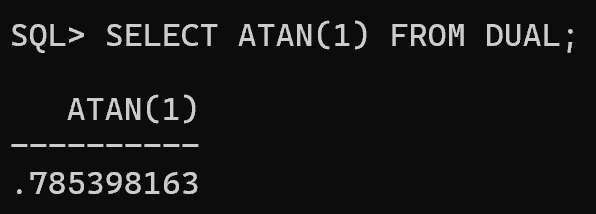 SQL> SELECT ATAN(1) FROM DUAL;
ATAN(1)
----------
.785398163